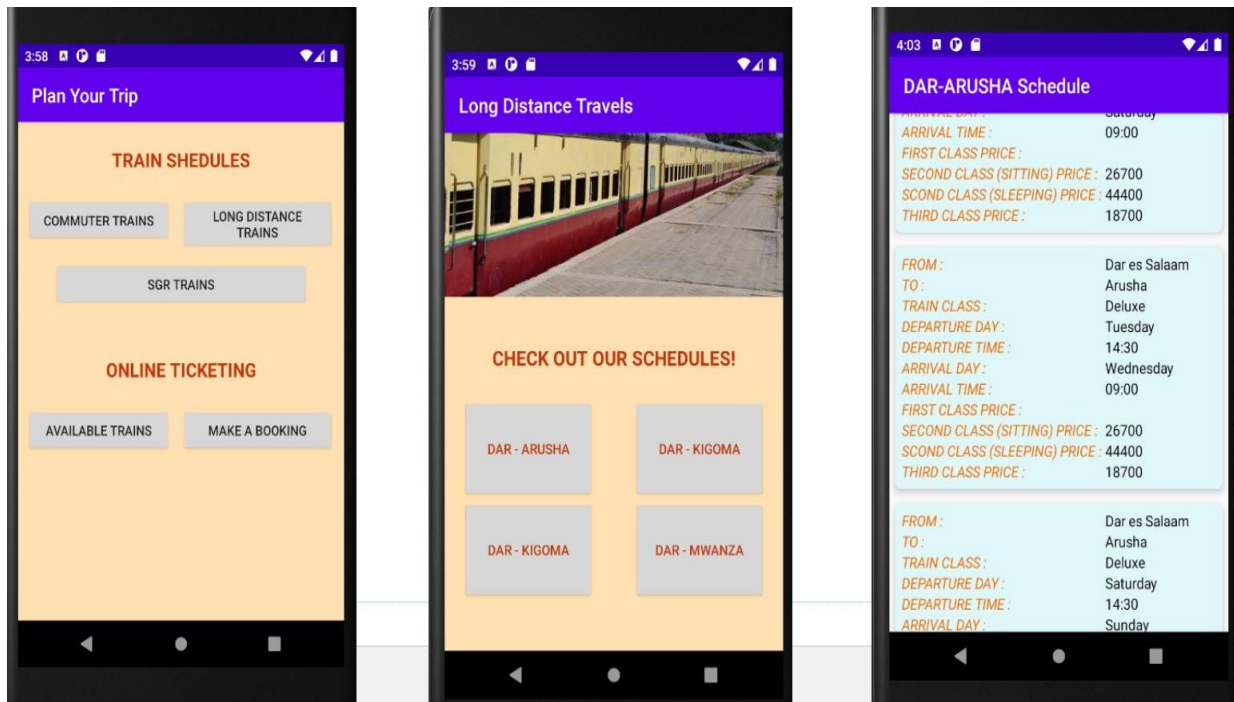 3:58
Plan Your Trip
TRAIN SHEDULES
COMMUTER TRAINS
LONG DISTANCE
TRAINS
SGR TRAINS
ONLINE TICKETING
AVAILABLE TRAINS
MAKE A BOOKING
3:59
Long Distance Travels
CHECK OUT OUR SCHEDULES!
DAR - ARUSHA
DAR - KIGOMA
DAR - KIGOMA
DAR - MWANZA
4:03
DAR-ARUSHA Schedule
ARRIVAL DAY : Saturday
ARRIVAL TIME : 09:00
FIRST CLASS PRICE :
SECOND CLASS (SITTING) PRICE : 26700
SCOND CLASS (SLEEPING) PRICE : 44400
THIRD CLASS PRICE : 18700
FROM : Dar es Salaam
TO : Arusha
TRAIN CLASS : Deluxe
DEPARTURE DAY : Tuesday
DEPARTURE TIME : 14:30
ARRIVAL DAY : Wednesday
ARRIVAL TIME : 09:00
FIRST CLASS PRICE :
SECOND CLASS (SITTING) PRICE : 26700
SCOND CLASS (SLEEPING) PRICE : 44400
THIRD CLASS PRICE : 18700
FROM : Dar es Salaam
TO : Arusha
TRAIN CLASS : Deluxe
DEPARTURE DAY : Saturday
DEPARTURE TIME : 14:30
ARRIVAL DAY : Sunday